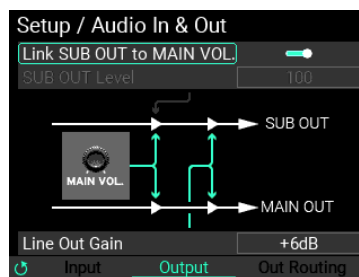 Setup / Audio In & Out
Link SUB OUT to MAIN VOL.
SUB OUT Level 100
SUB OUT
MAIN VOL.
MAIN OUT
Line Out Gain +6dB
Input Output Out Routing